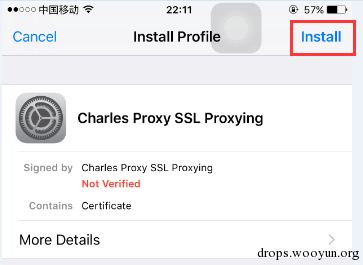 中国移动 22:11 57%
Cancel Install Profile Install
Charles Proxy SSL Proxying
Signed by Charles Proxy SSL Proxying
Not Verified
Contains Certificate
More Details
drops.wooyun.org